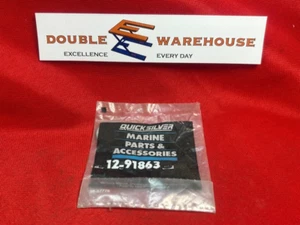 DOUBLE WAREHOUSE
EXCELLENCE EVERY DAY
QUICKSILVER
MARINE
PARTS &
ACCESSORIES
12-91863